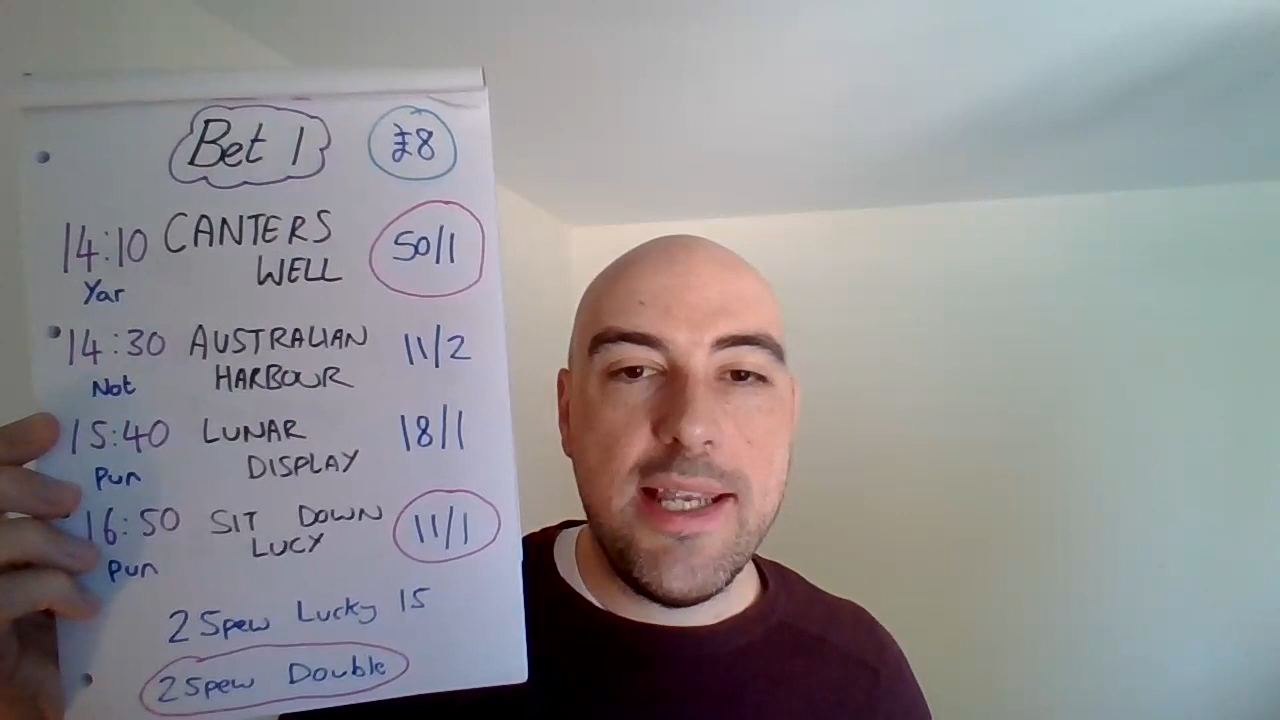 Bet 1 £8
14:10 CANTERS 50/1
WELL
Yar
14:30 AUSTRALIAN 11/2
Not HARBOUR
15:40 LUNAR 18/1
Pun DISPLAY
16:50 SIT DOWN 11/1
LUCY
Pun
25pew Lucky 15
25pew Double